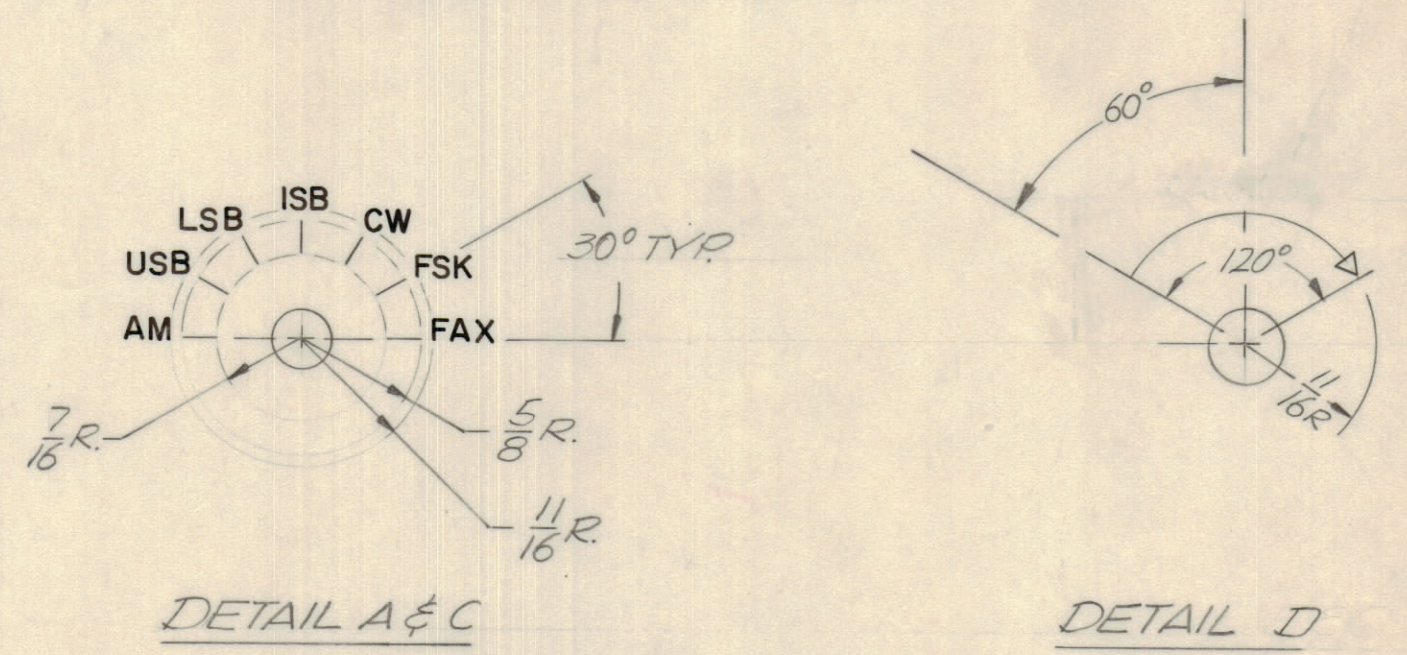 ISB
LSB
CW
USB
FSK
AM
FAX
30° TYP.
7/16 R.
5/8 R.
11/16 R.
DETAIL A & C
60°
120°
11/16 R
DETAIL D